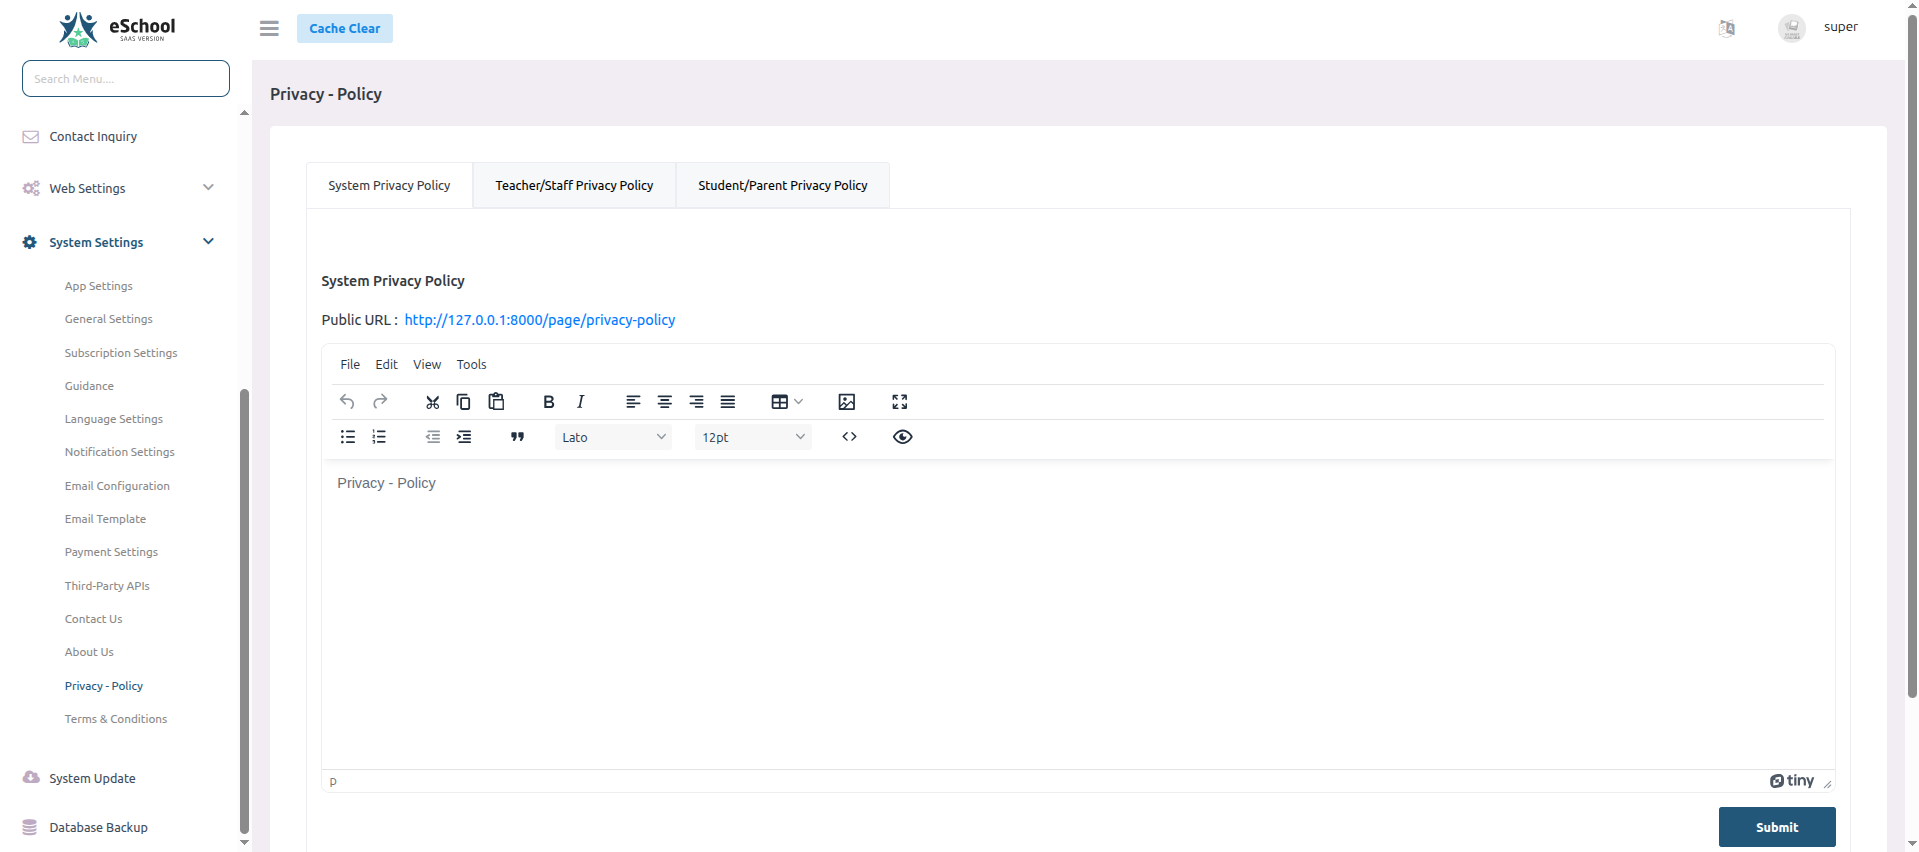 eSchool
SAAS VERSION
Cache Clear
super
Search Menu....
Contact Inquiry
Web Settings
System Settings
App Settings
General Settings
Subscription Settings
Guidance
Language Settings
Notification Settings
Email Configuration
Email Template
Payment Settings
Third-Party APIs
Contact Us
About Us
Privacy - Policy
Terms & Conditions
System Update
Database Backup
Privacy - Policy
System Privacy Policy
Teacher/Staff Privacy Policy
Student/Parent Privacy Policy
System Privacy Policy
Public URL : http://127.0.0.1:8000/page/privacy-policy
File Edit View Tools
Lato 12pt
Privacy - Policy
p
tiny
Submit